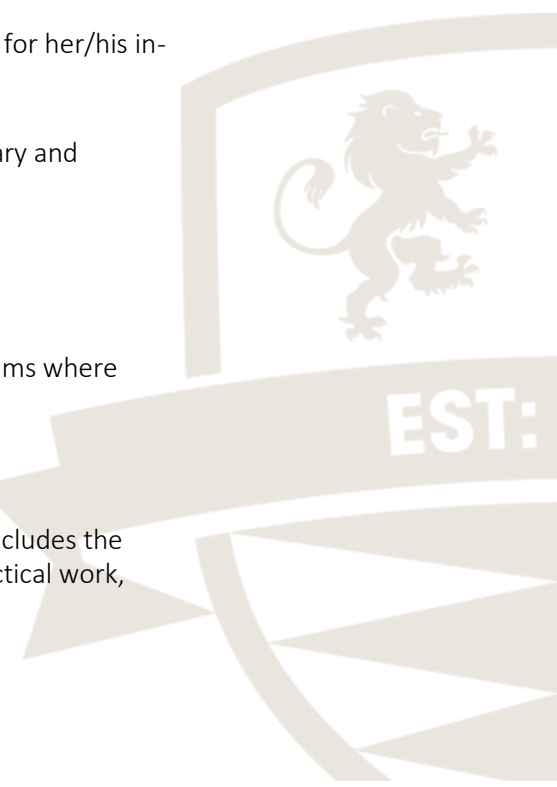 for her/his in-
ary and
ms where
EST:
cludes the
ctical work,